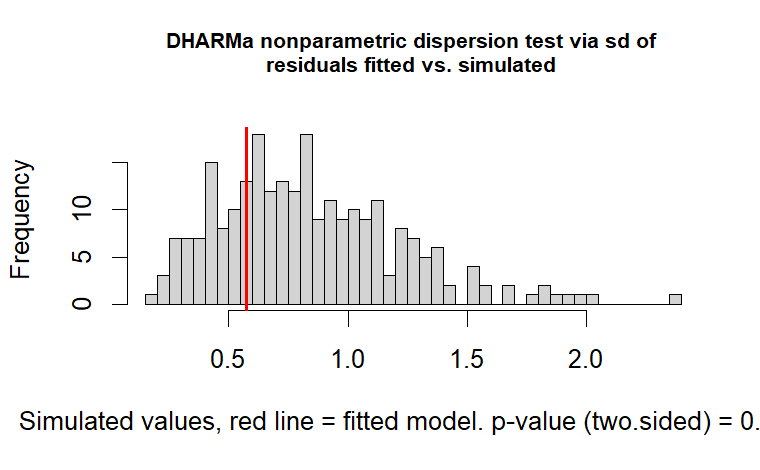 DHARMa nonparametric dispersion test via sd of
residuals fitted vs. simulated
Frequency
10
5
0
0.5 1.0 1.5 2.0
Simulated values, red line = fitted model. p-value (two.sided) = 0.